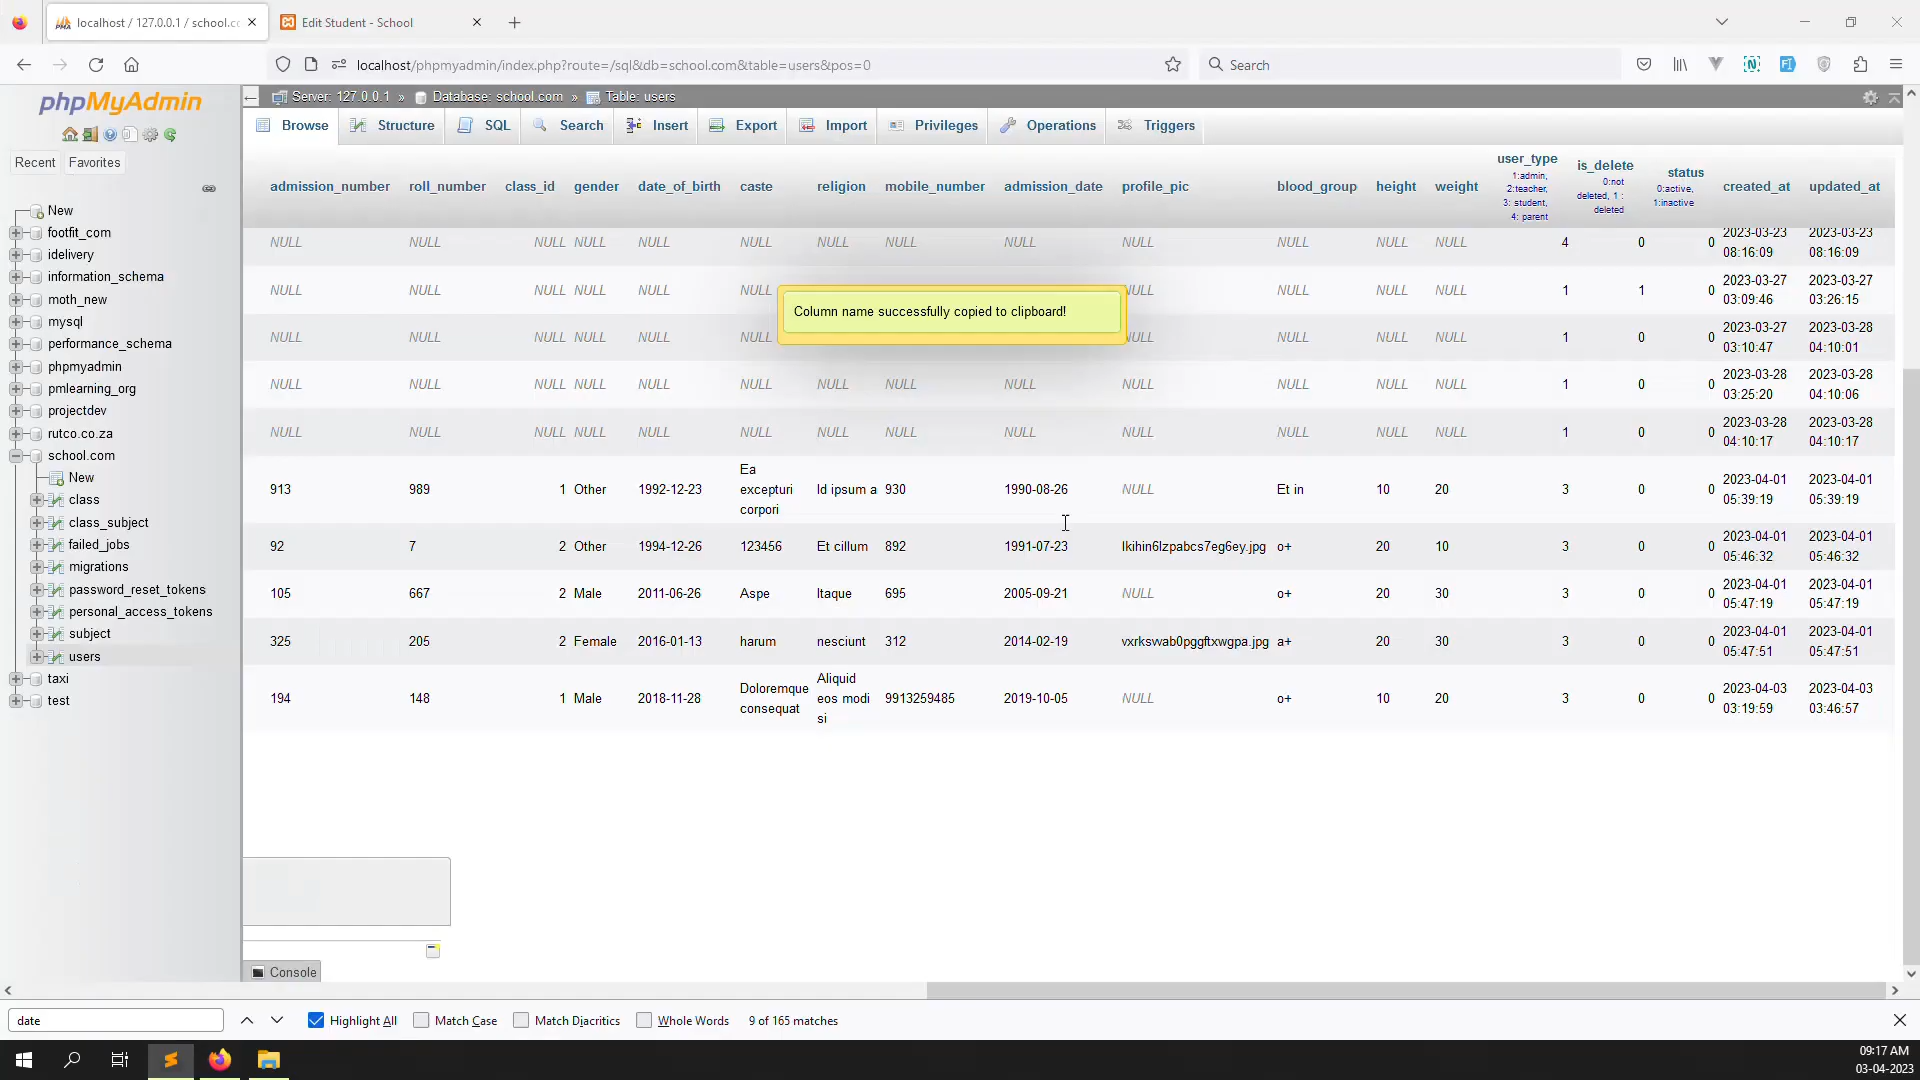 localhost / 127.0.0.1 / school.cc
Edit Student - School
localhost/phpmyadmin/index.php?route=/sql&db=school.com&table=users&pos=0
Search
phpMyAdmin
Recent
Favorites
New
footfit_com
idelivery
information_schema
moth_new
mysql
performance_schema
phpmyadmin
pmlearning_org
projectdev
rutco.co.za
school.com
New
class
class_subject
failed_jobs
migrations
password_reset_tokens
personal_access_tokens
subject
users
taxi
test
Server: 127.0.0.1 » Database: school.com » Table: users
Browse Structure SQL Search Insert Export Import Privileges Operations Triggers
admission_number roll_number class_id gender date_of_birth caste religion mobile_number admission_date profile_pic blood_group height weight user_type is_delete status created_at updated_at
1:admin, 2:teacher, 3: student, 4: parent
0:not deleted, 1 : deleted
0:active, 1:inactive
NULL NULL NULL NULL NULL NULL NULL NULL NULL NULL NULL NULL NULL 4 0 0 2023-03-23 08:16:09 2023-03-23 08:16:09
NULL NULL NULL NULL NULL NULL NULL NULL NULL NULL 1 1 0 2023-03-27 03:09:46 2023-03-27 03:26:15
Column name successfully copied to clipboard!
NULL NULL NULL NULL NULL NULL NULL NULL NULL NULL 1 0 0 2023-03-27 03:10:47 2023-03-28 04:10:01
NULL NULL NULL NULL NULL NULL NULL NULL NULL NULL NULL NULL NULL 1 0 0 2023-03-28 03:25:20 2023-03-28 04:10:06
NULL NULL NULL NULL NULL NULL NULL NULL NULL NULL NULL NULL NULL 1 0 0 2023-03-28 04:10:17 2023-03-28 04:10:17
913 989 1 Other 1992-12-23 Ea excepturi corpori Id ipsum a 930 1990-08-26 NULL Et in 10 20 3 0 0 2023-04-01 05:39:19 2023-04-01 05:39:19
92 7 2 Other 1994-12-26 123456 Et cillum 892 1991-07-23 lkihin6lzpabcs7eg6ey.jpg o+ 20 10 3 0 0 2023-04-01 05:46:32 2023-04-01 05:46:32
105 667 2 Male 2011-06-26 Aspe Itaque 695 2005-09-21 NULL o+ 20 30 3 0 0 2023-04-01 05:47:19 2023-04-01 05:47:19
325 205 2 Female 2016-01-13 harum nesciunt 312 2014-02-19 vxrkswab0pggftxwgpa.jpg a+ 20 30 3 0 0 2023-04-01 05:47:51 2023-04-01 05:47:51
194 148 1 Male 2018-11-28 Doloremque consequat Aliquid eos modi si 9913259485 2019-10-05 NULL o+ 10 20 3 0 0 2023-04-03 03:19:59 2023-04-03 03:46:57
Console
date
Highlight All Match Case Match Diacritics Whole Words 9 of 165 matches
09:17 AM
03-04-2023